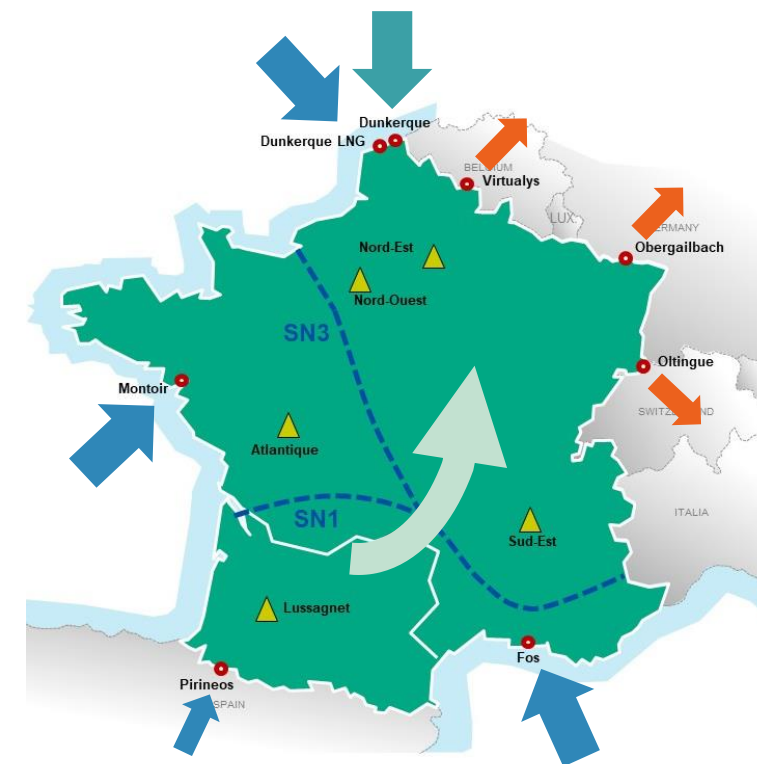 Dunkerque
Dunkerque LNG
BELGIUM
Virtualys
LUX.
GERMANY
Nord-Est
Obergailbach
Nord-Ouest
SN3
Oltingue
Montoir
SWITZERLAND
Atlantique
SN1
ITALIA
Sud-Est
Lussagnet
Fos
Pirineos
SPAIN